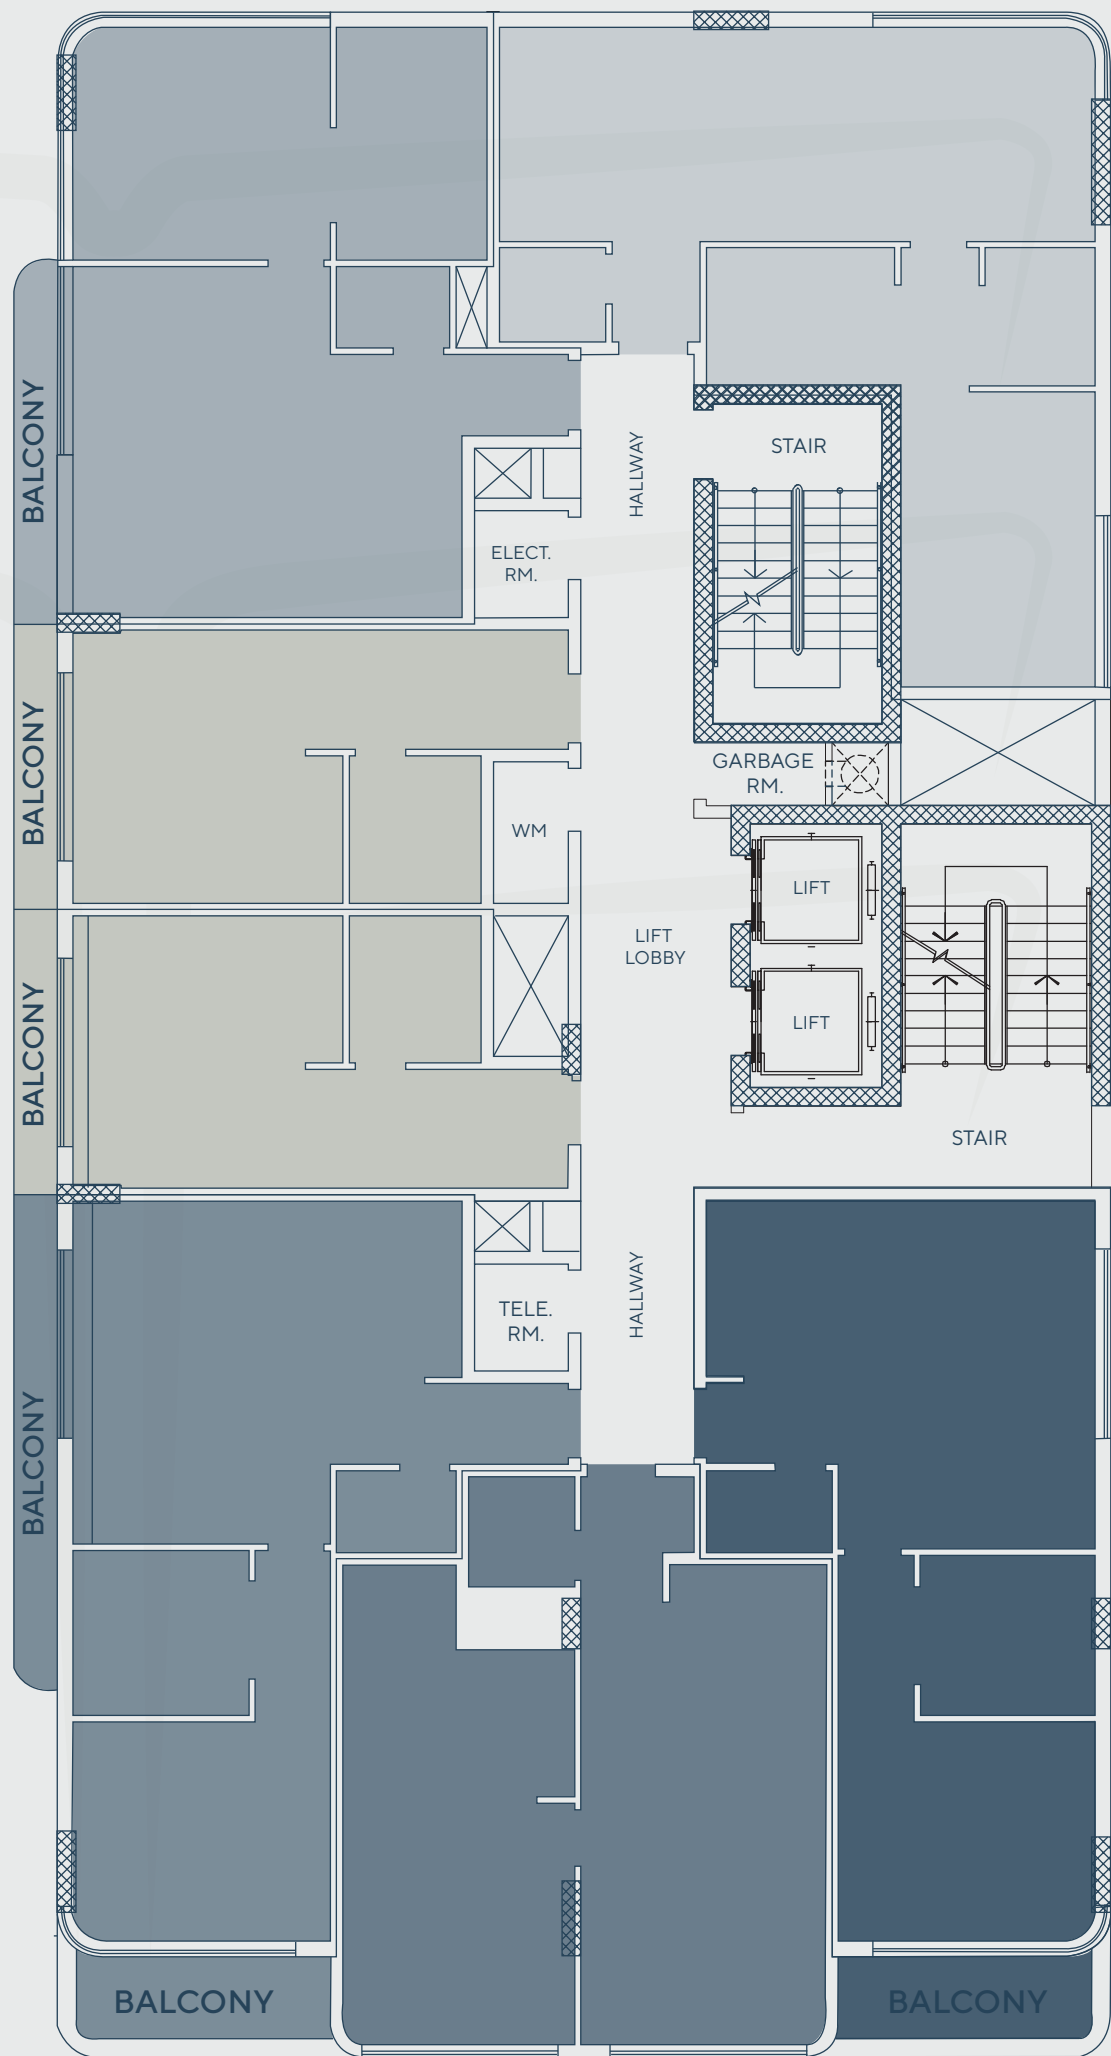 BALCONY
HALLWAY
STAIR
ELECT.
RM.
BALCONY
GARBAGE
RM.
WM
LIFT
LIFT
LOBBY
BALCONY
LIFT
STAIR
HALLWAY
TELE.
RM.
BALCONY
BALCONY
BALCONY